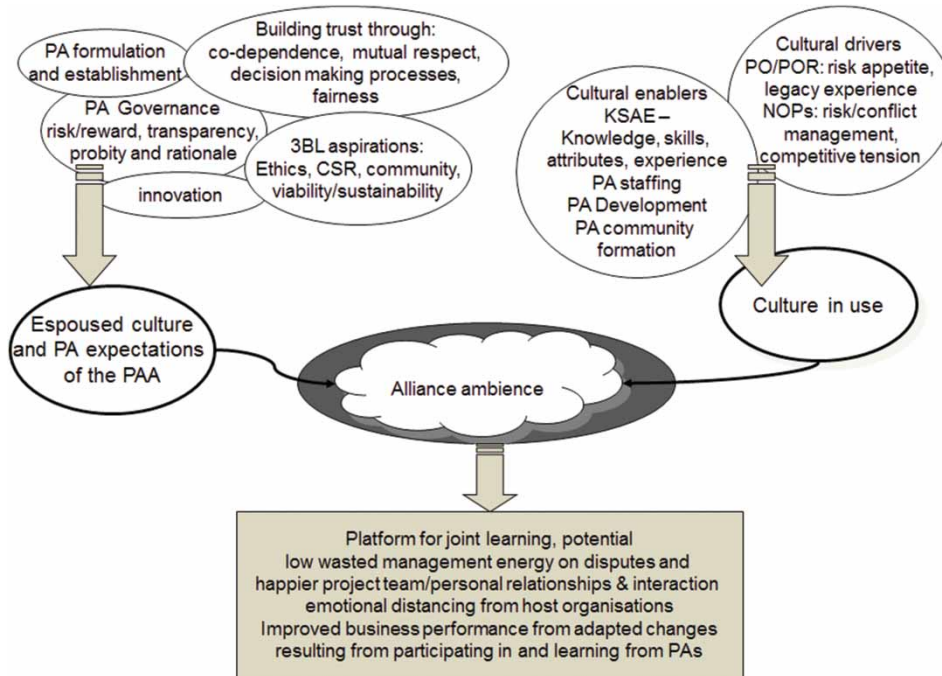 PA formulation
and establishment
Building trust through:
co-dependence, mutual respect,
decision making processes,
fairness
PA Governance
risk/reward, transparency,
probity and rationale
3BL aspirations:
Ethics, CSR, community,
viability/sustainability
innovation
Cultural enablers
KSAE –
Knowledge, skills,
attributes, experience
PA staffing
PA Development
PA community
formation
Cultural drivers
PO/POR: risk appetite,
legacy experience
NOPs: risk/conflict
management,
competitive tension
Espoused culture
and PA expectations
of the PAA
Culture in use
Alliance ambience
Platform for joint learning, potential
low wasted management energy on disputes and
happier project team/personal relationships & interaction
emotional distancing from host organisations
Improved business performance from adapted changes
resulting from participating in and learning from PAs